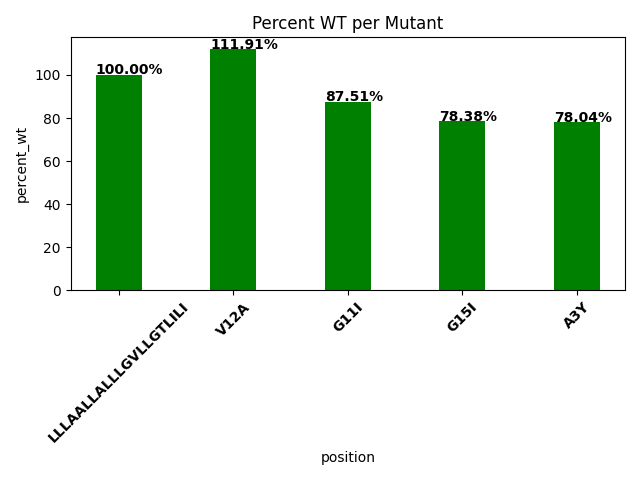 Percent WT per Mutant
percent_wt
100
80
60
40
20
0
100.00%
111.91%
87.51%
78.38%
78.04%
LLLAALLALLLGVLLGTLILI
V12A
G11I
G15I
A3Y
position